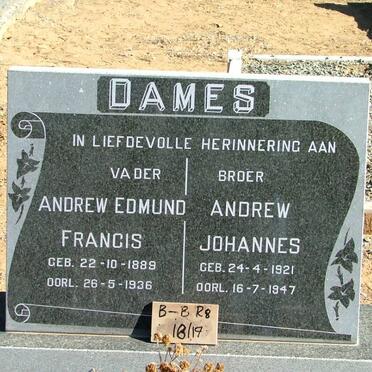 DAMES
IN LIEFDEVOLLE HERINNERING AAN
VADER
ANDREW EDMUND
FRANCIS
GEB. 22-10-1889
OORL. 26-5-1936
BROER
ANDREW
JOHANNES
GEB. 24-4-1921
OORL. 16-7-1947
B-B R8
18/19